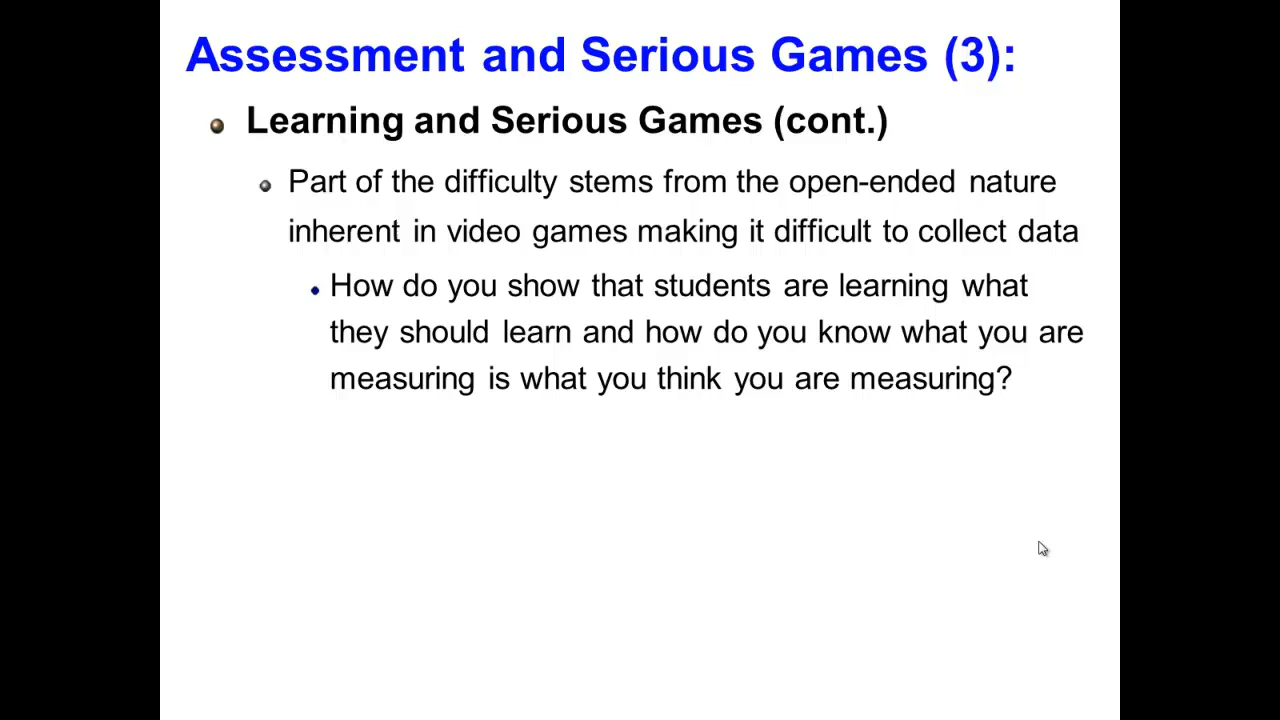 Assessment and Serious Games (3):
Learning and Serious Games (cont.)
Part of the difficulty stems from the open-ended nature
inherent in video games making it difficult to collect data
How do you show that students are learning what
they should learn and how do you know what you are
measuring is what you think you are measuring?